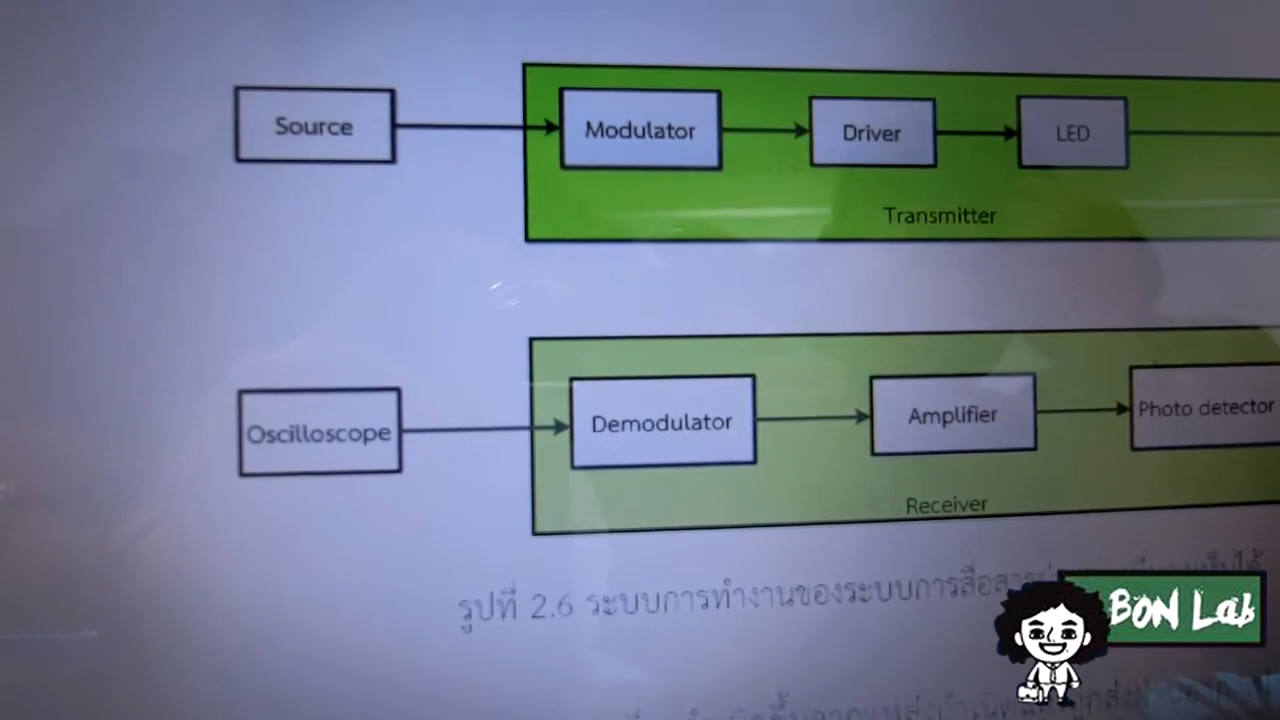 Source
Modulator
Driver
LED
Transmitter
Oscilloscope
Demodulator
Amplifier
Photo detector
Receiver
รูปที่ 2.6 ระบบการทำงานของระบบการสื่อสาร
BON Lab